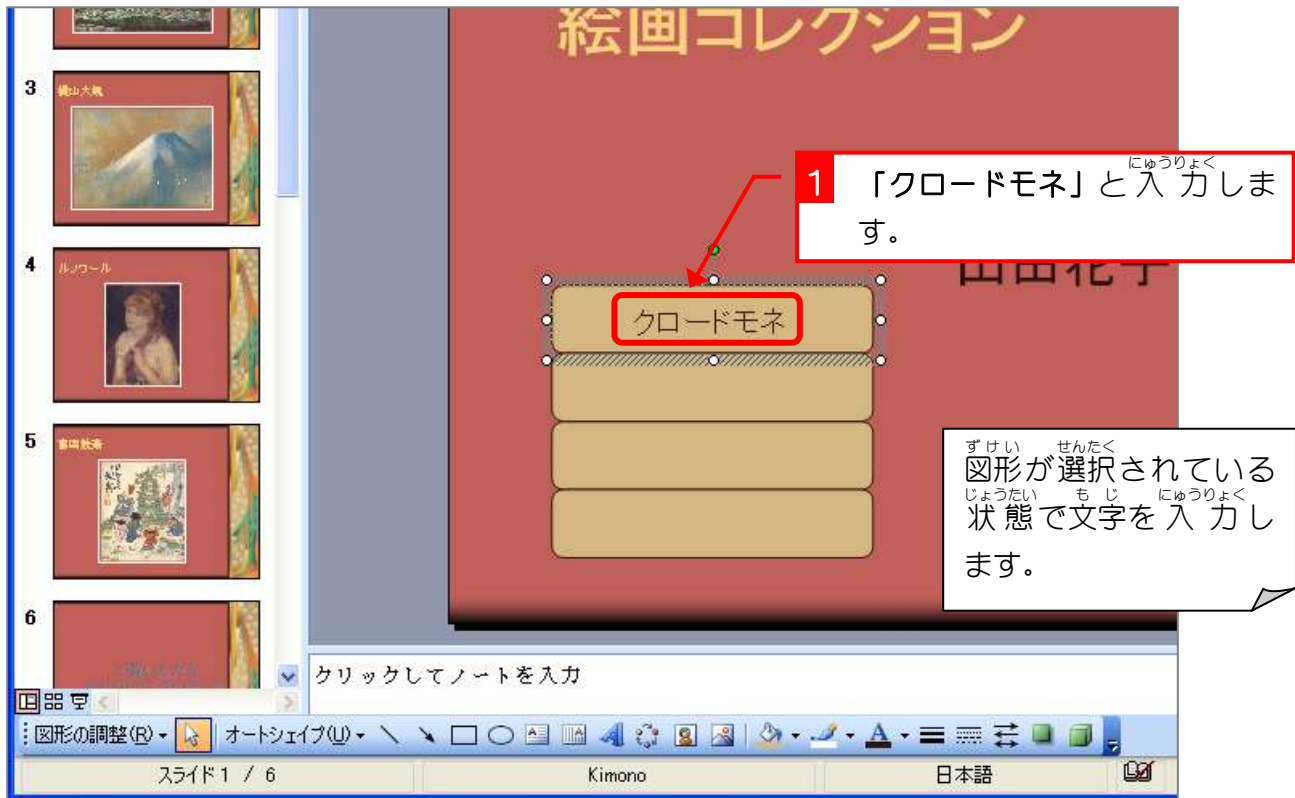 絵画コレクション
3
横山大観
1 「クロードモネ」と入力しま
にゅうりょく
す。
4
ルノワール
山田花子
クロードモネ
5
富岡鉄斎
ずけい せんたく
図形が選択されている
じょうたい もじ にゅうりょく
状態で文字を入力し
ます。
6
クリックしてノートを入力
図形の調整(R) オートシェイプ(U)
スライド 1 / 6 Kimono 日本語